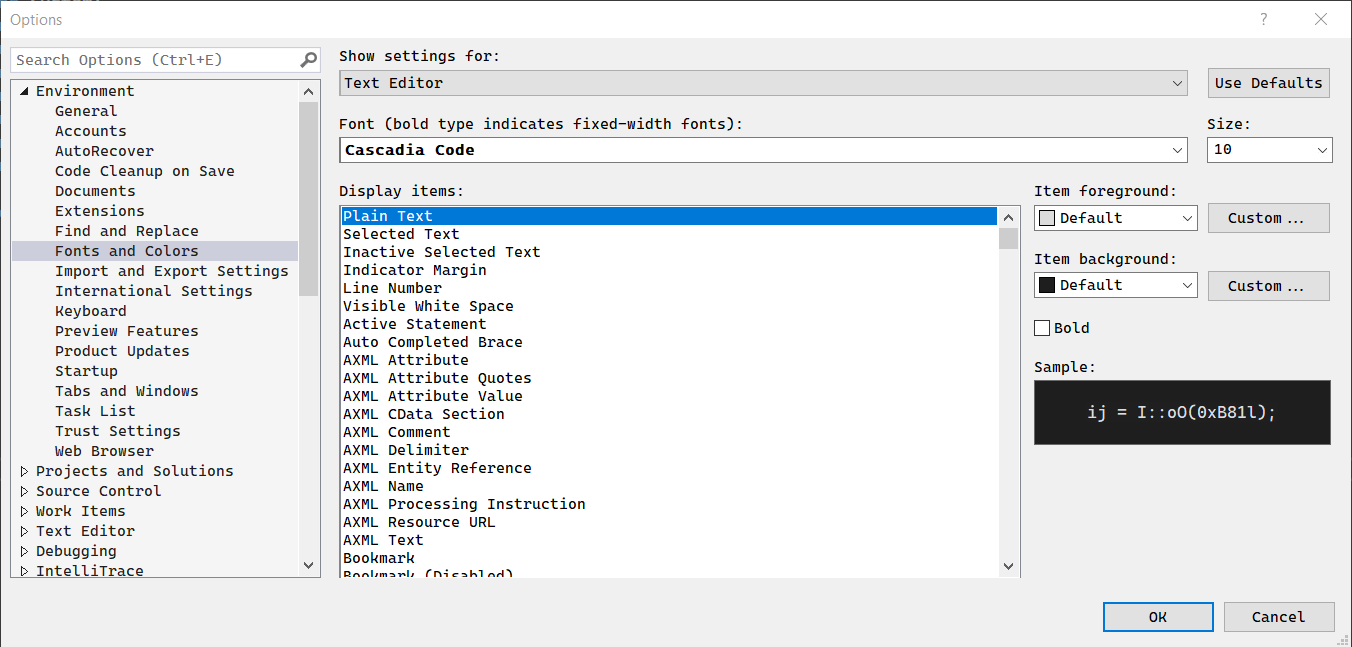 Options
?
Search Options (Ctrl+E)
Environment
General
Accounts
AutoRecover
Code Cleanup on Save
Documents
Extensions
Find and Replace
Fonts and Colors
Import and Export Settings
International Settings
Keyboard
Preview Features
Product Updates
Startup
Tabs and Windows
Task List
Trust Settings
Web Browser
Projects and Solutions
Source Control
Work Items
Text Editor
Debugging
IntelliTrace
Show settings for:
Text Editor
Use Defaults
Font (bold type indicates fixed-width fonts):
Size:
Cascadia Code
10
Display items:
Plain Text
Selected Text
Inactive Selected Text
Indicator Margin
Line Number
Visible White Space
Active Statement
Auto Completed Brace
AXML Attribute
AXML Attribute Quotes
AXML Attribute Value
AXML CData Section
AXML Comment
AXML Delimiter
AXML Entity Reference
AXML Name
AXML Processing Instruction
AXML Resource URL
AXML Text
Bookmark
Bookmark (Disabled)
Item foreground:
Default
Custom...
Item background:
Default
Custom...
Bold
Sample:
ij = I::oO(0xB81l);
OK
Cancel